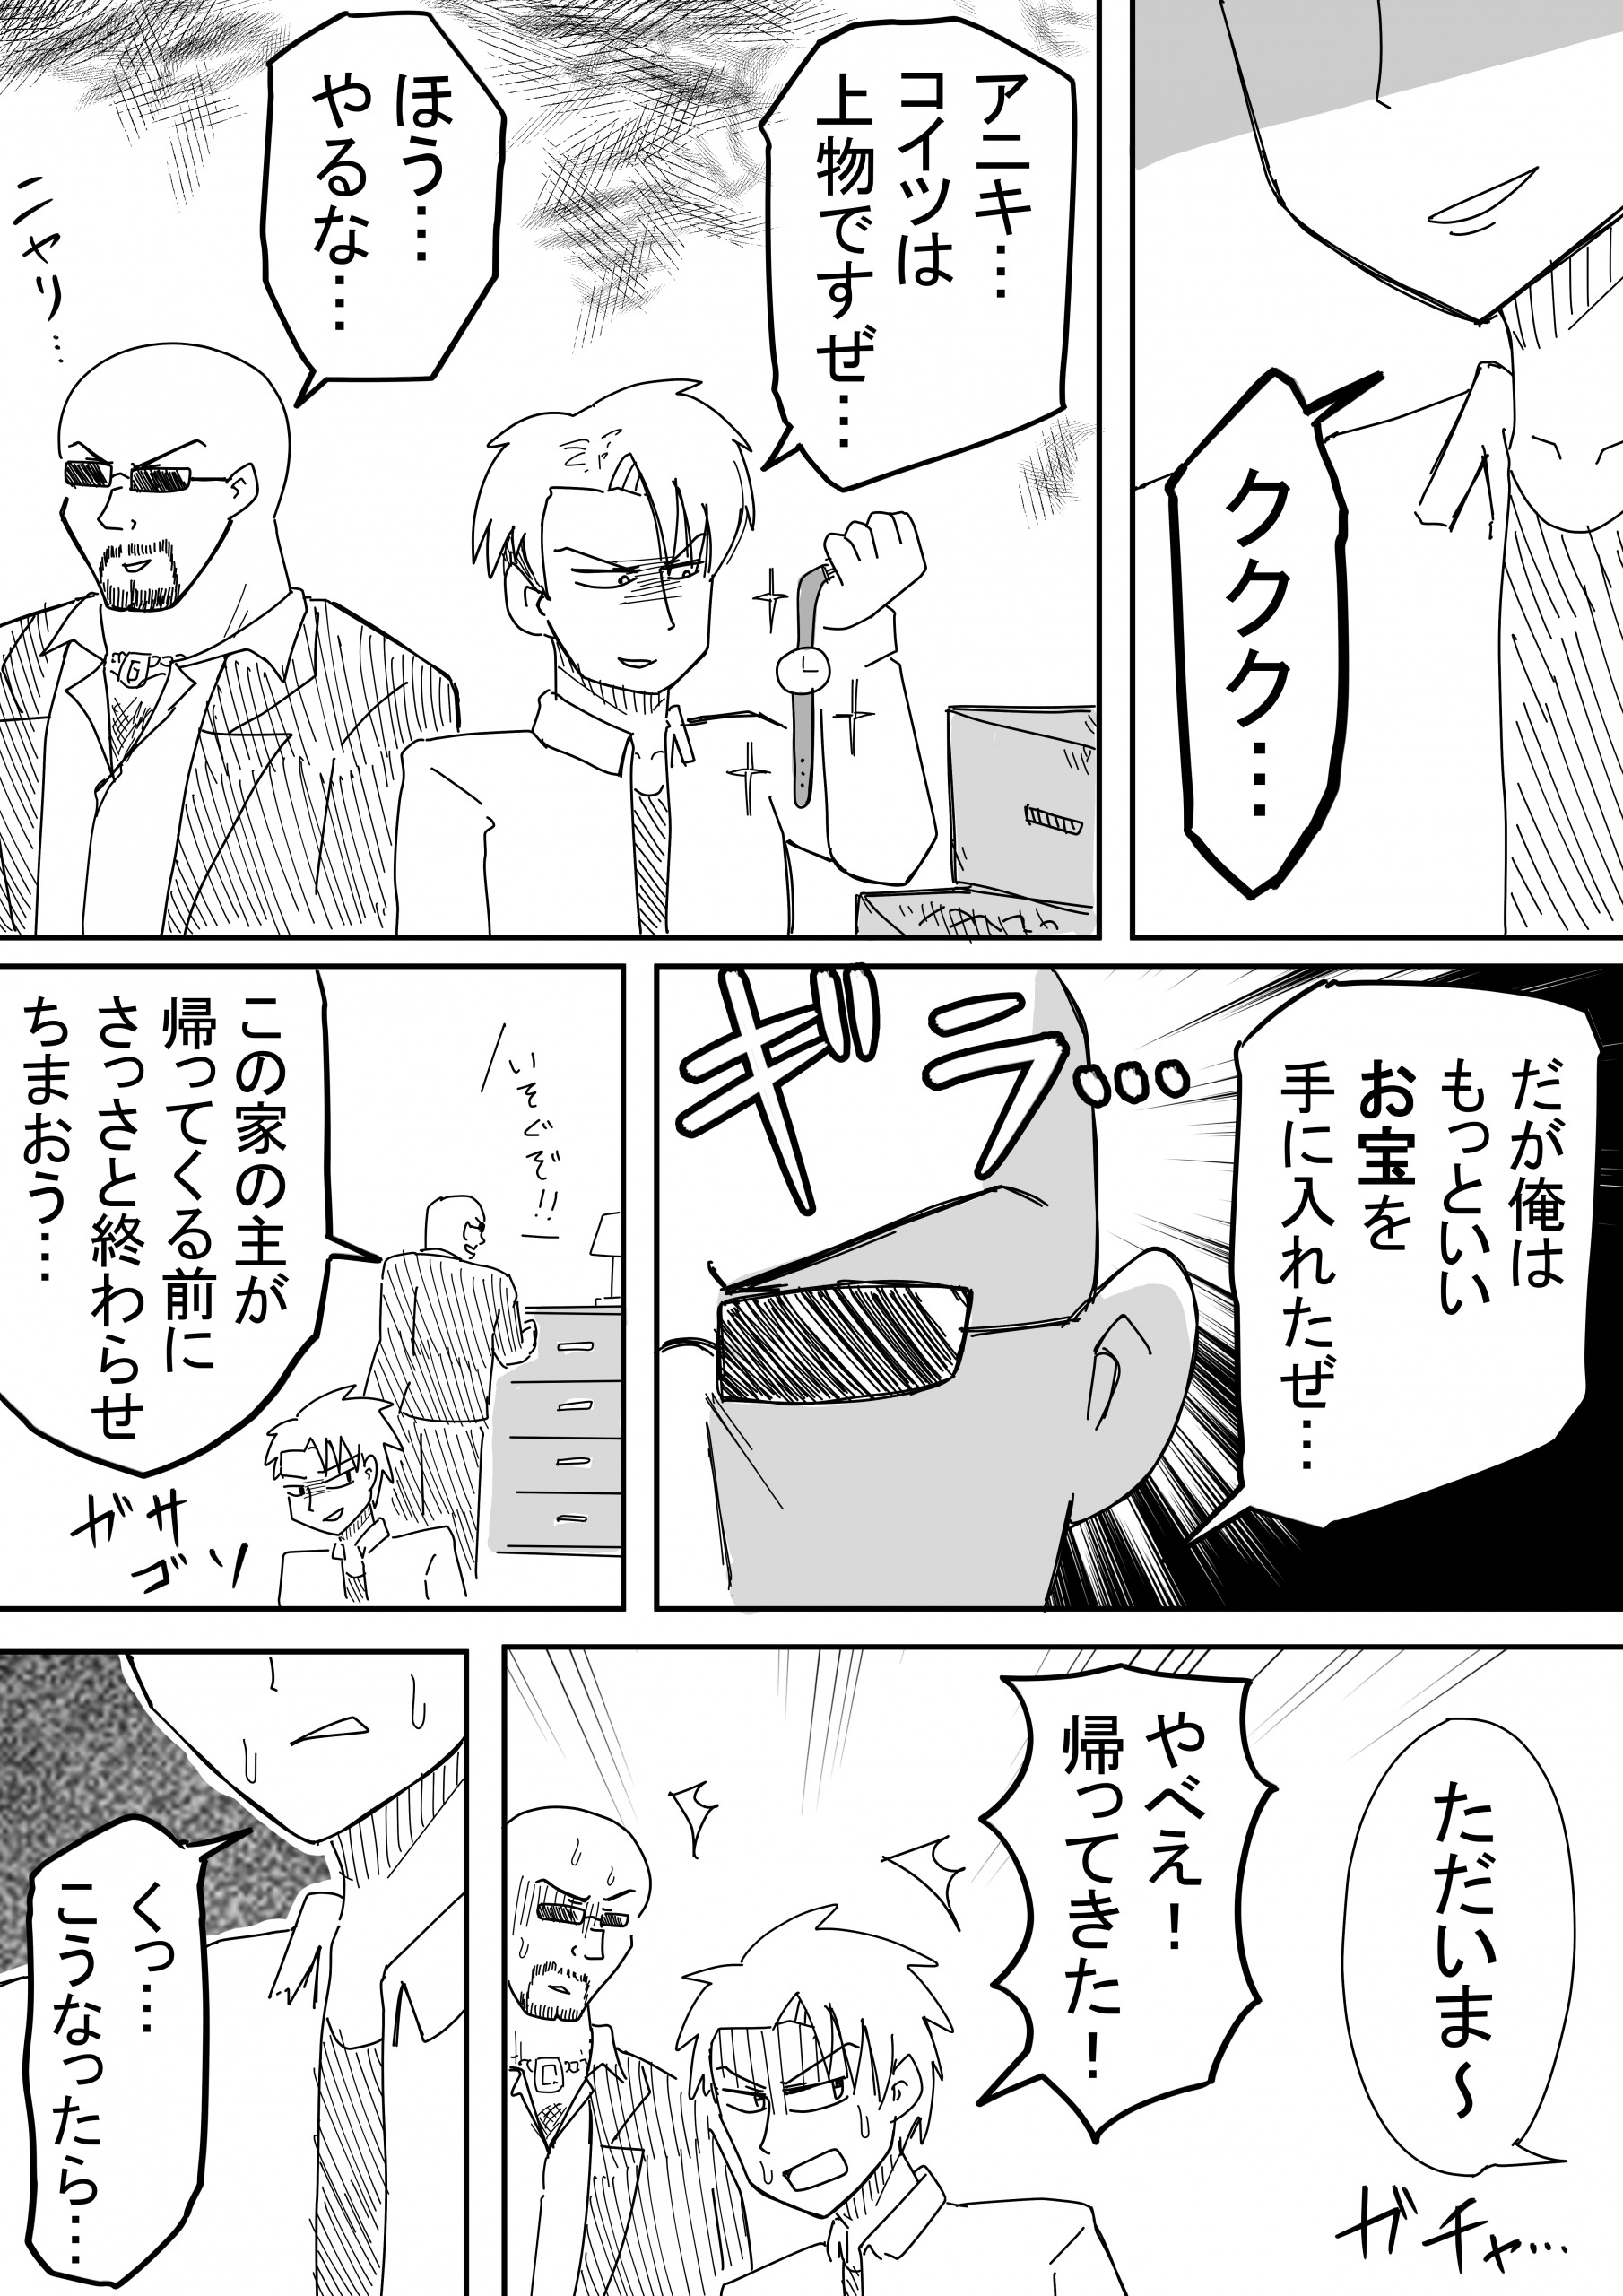 ククク…
アニキ…
コイツは
上物ですぜ…
ほう…
やるな…
ニヤリ…
だが俺は
もっといい
お宝を
手に入れたぜ…
ギラ…
いそぐぞ!!
この家の主が
帰ってくる前に
さっさと終わらせ
ちまおう…
ガサ
ゴソ
ただいま～
ガチャ…
やべえ！
帰ってきた！
くっ…
こうなったら…